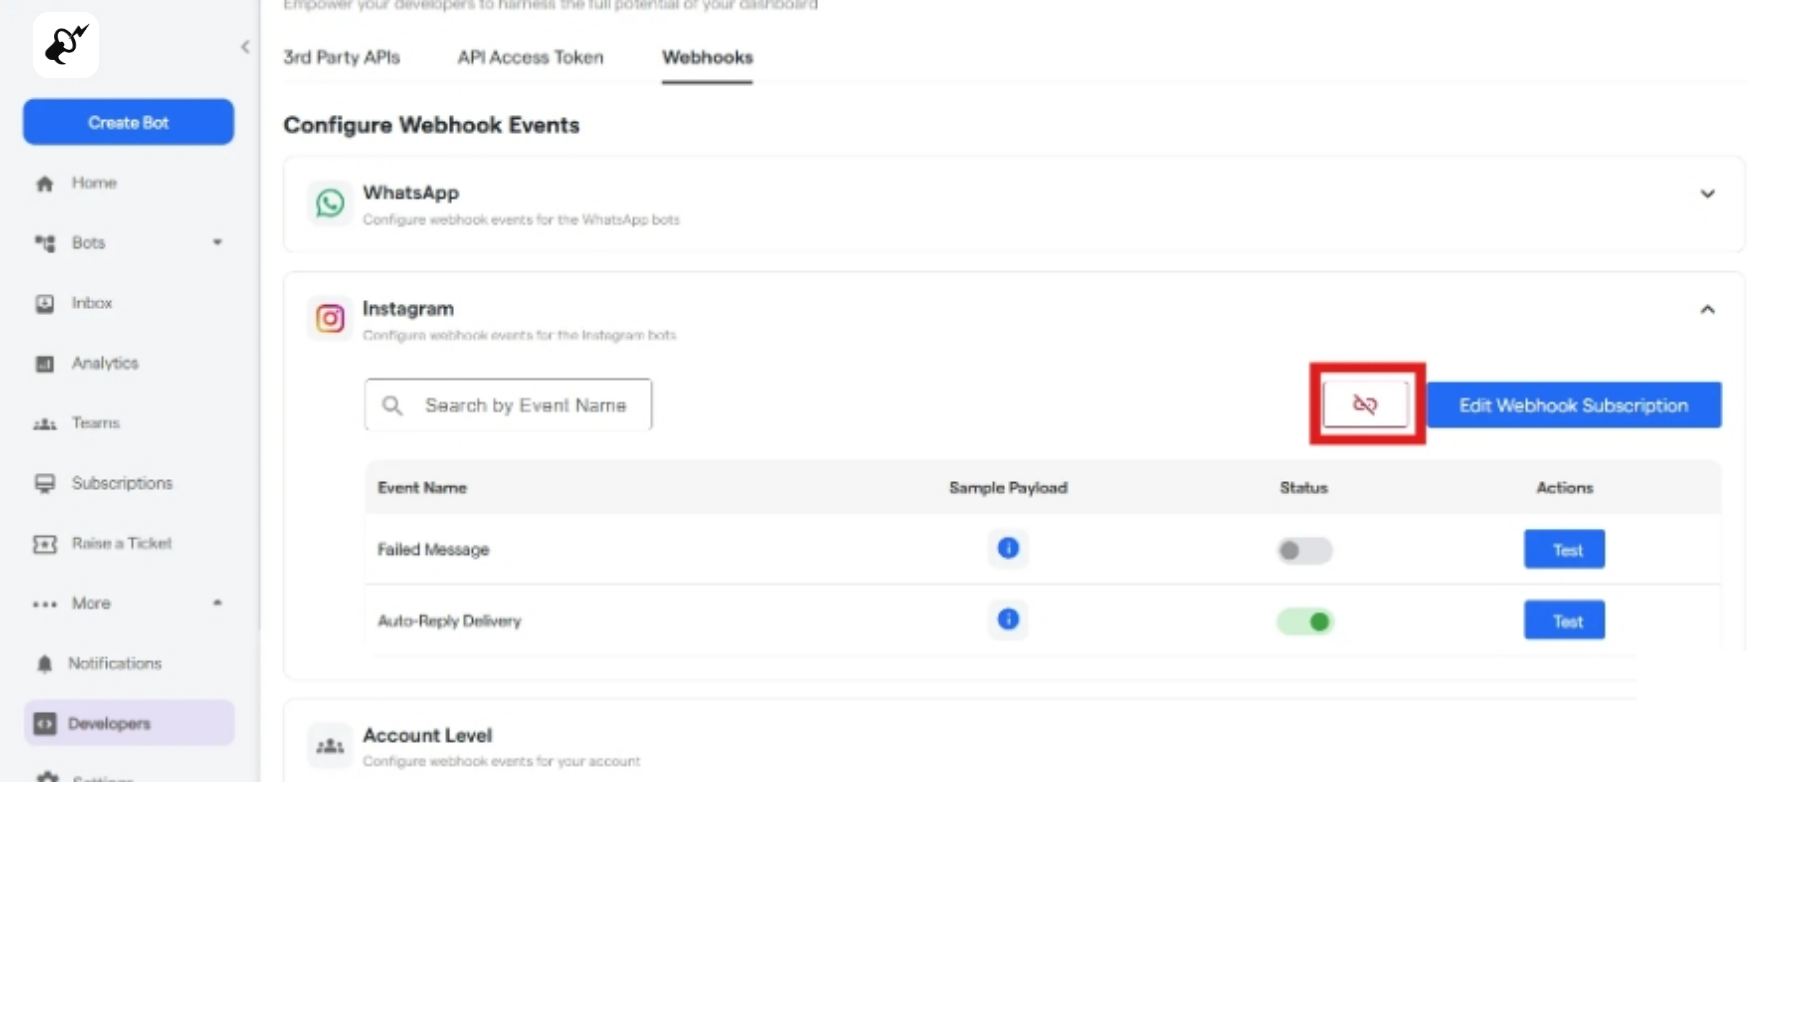 Empower your developers to harness the full potential of your dashboard
3rd Party APIs API Access Token Webhooks
Create Bot
Home
Bots
Inbox
Analytics
Teams
Subscriptions
Raise a Ticket
More
Notifications
Developers
Settings
Configure Webhook Events
WhatsApp
Configure webhook events for the WhatsApp bots
Instagram
Configure webhook events for the Instagram bots
Search by Event Name
Edit Webhook Subscription
Event Name Sample Payload Status Actions
Failed Message Test
Auto-Reply Delivery Test
Account Level
Configure webhook events for your account